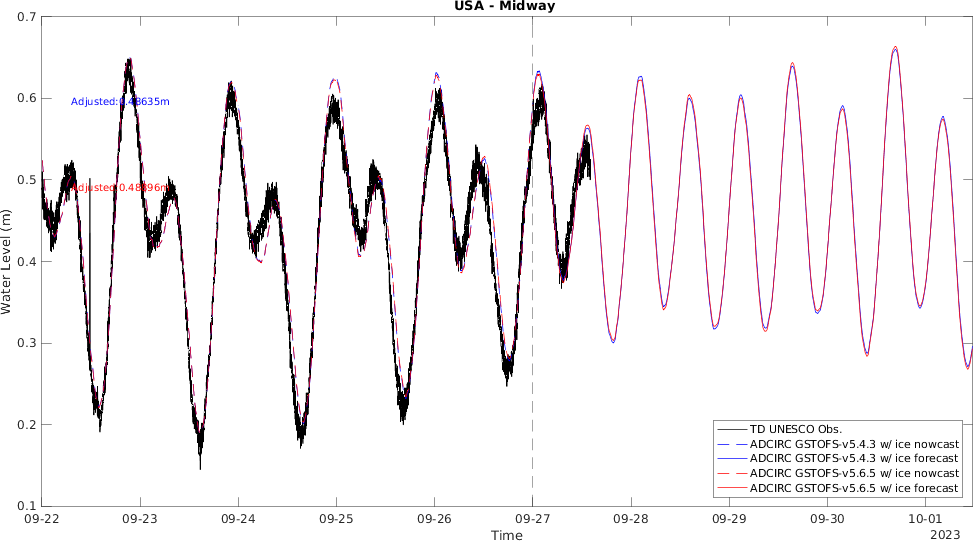 USA - Midway
0.7
0.6
0.5
0.4
0.3
0.2
0.1
Water Level (m)
Adjusted:0.48635m
Adjusted:0.48896m
TD UNESCO Obs.
ADCIRC GSTOFS-v5.4.3 w/ ice nowcast
ADCIRC GSTOFS-v5.4.3 w/ ice forecast
ADCIRC GSTOFS-v5.6.5 w/ ice nowcast
ADCIRC GSTOFS-v5.6.5 w/ ice forecast
09-22 09-23 09-24 09-25 09-26 09-27 09-28 09-29 09-30 10-01
Time
2023